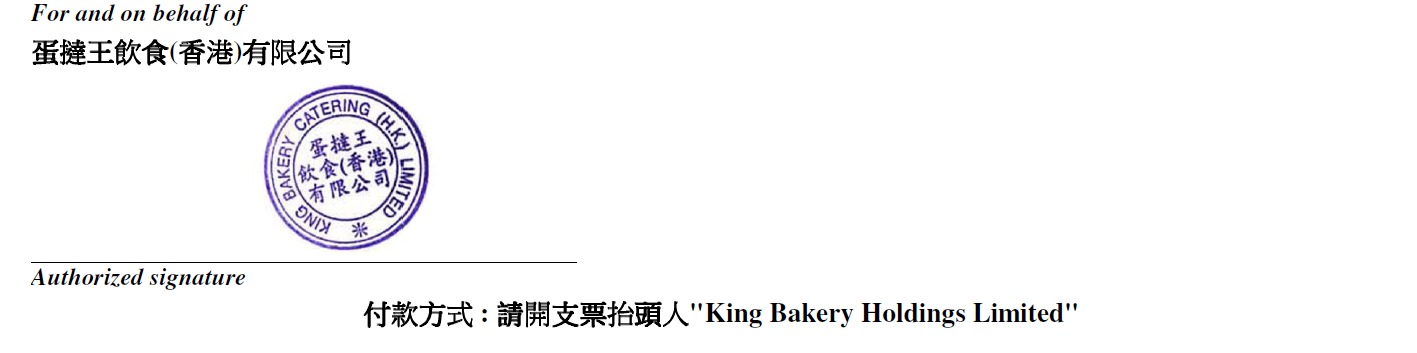 For and on behalf of
蛋撻王飲食(香港)有限公司
KING BAKERY CATERING (H.K.) LIMITED
蛋撻王
飲食(香港)
有限公司
Authorized signature
付款方式 : 請開支票抬頭人"King Bakery Holdings Limited"